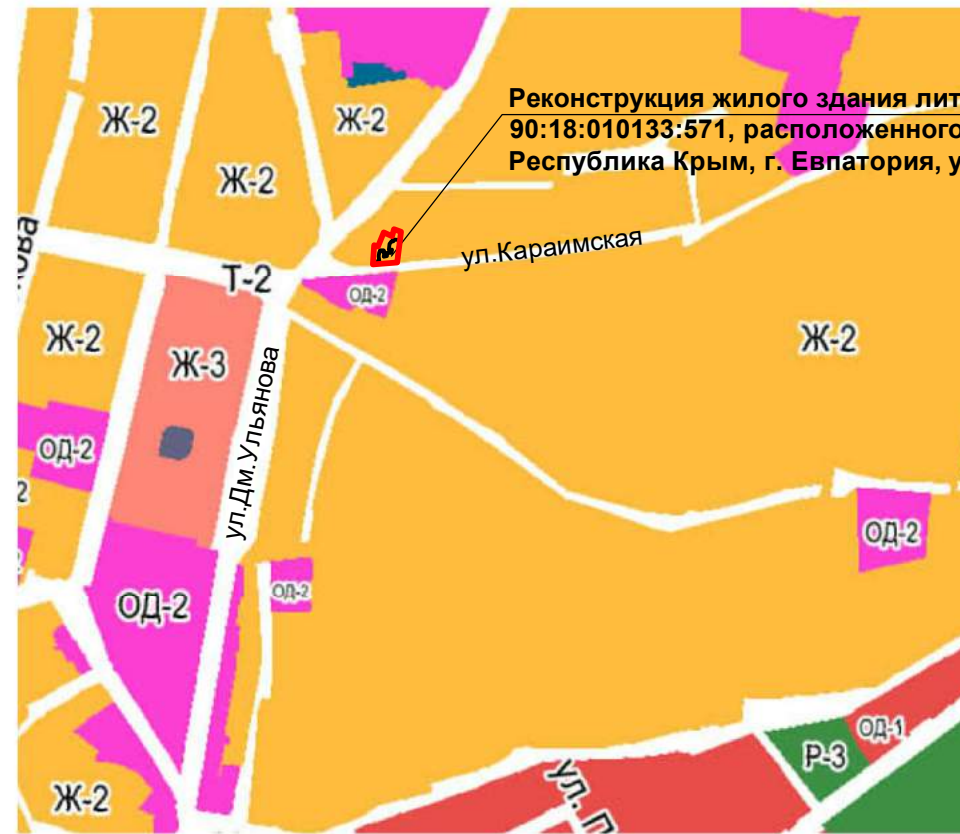 Реконструкция жилого здания лит
90:18:010133:571, расположенного
Республика Крым, г. Евпатория, у
Ж-2
Ж-2
Ж-2
ул.Караимская
Т-2
ОД-2
Ж-2
Ж-3
Ж-2
ул.Дм.Ульянова
ОД-2
2
ОД-2
ОД-2
ОД-2
ОД-1
Р-3
Ж-2
ул. П